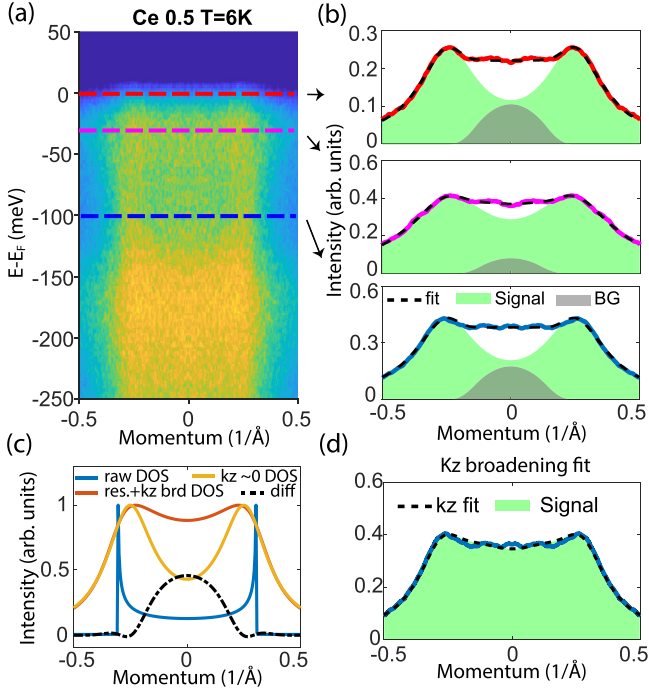 (a)
Ce 0.5 T=6K
50
0
-50
-100
-150
-200
-250
E-E_F (meV)
-0.5
0
0.5
Momentum (1/Å)
(b)
0.3
0.2
0.1
0
0.6
0.4
0.2
0
0.6
0.3
0
Intensity (arb. units)
fit
Signal
BG
-0.5
0
0.5
Momentum (1/Å)
(c)
raw DOS
kz ~0 DOS
res.+kz brd DOS
diff
1
0.5
0
Intensity (arb. units)
-0.5
0
0.5
Momentum (1/Å)
(d)
Kz broadening fit
kz fit
Signal
0.6
0.4
0.2
0
-0.5
0
0.5
Momentum (1/Å)